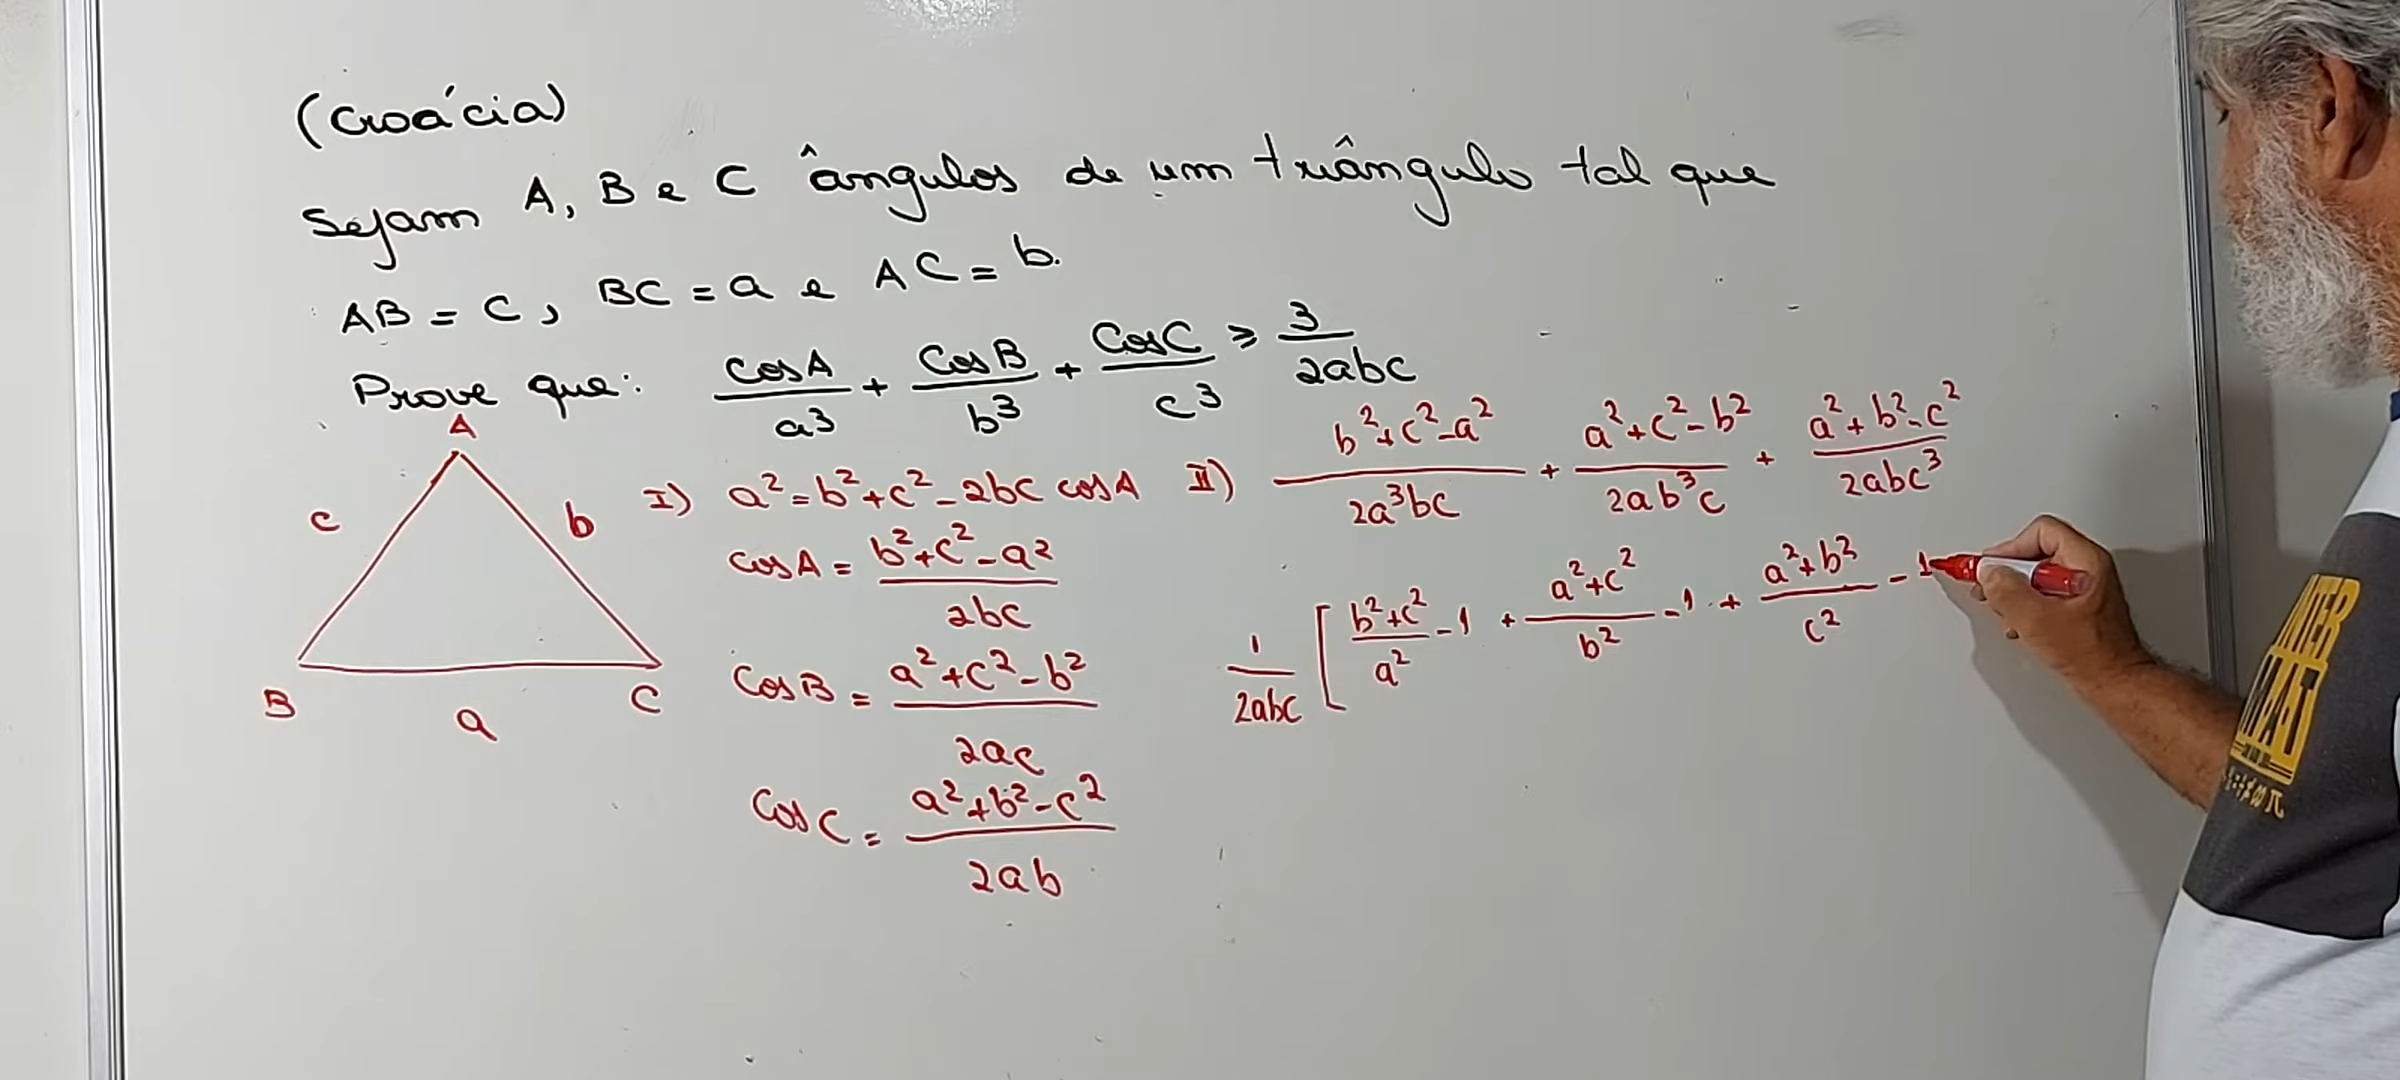 (Croácia)
Sejam A, B e C ângulos de um triângulo tal que
AB = C, BC = a e AC = b.
Prove que: cosA/a³ + CosB/b³ + CosC/c³ ≥ 3/2abc
A
B
C
c
b
a
I) a² = b² + c² - 2bc cosA
cosA = b² + c² - a² / 2bc
CosB = a² + c² - b² / 2ac
CosC = a² + b² - c² / 2ab
II) b² + c² - a² / 2a³bc + a² + c² - b² / 2ab³c + a² + b² - c² / 2abc³
1/2abc [ b² + c² / a² - 1 + a² + c² / b² - 1 + a² + b² / c² - 1